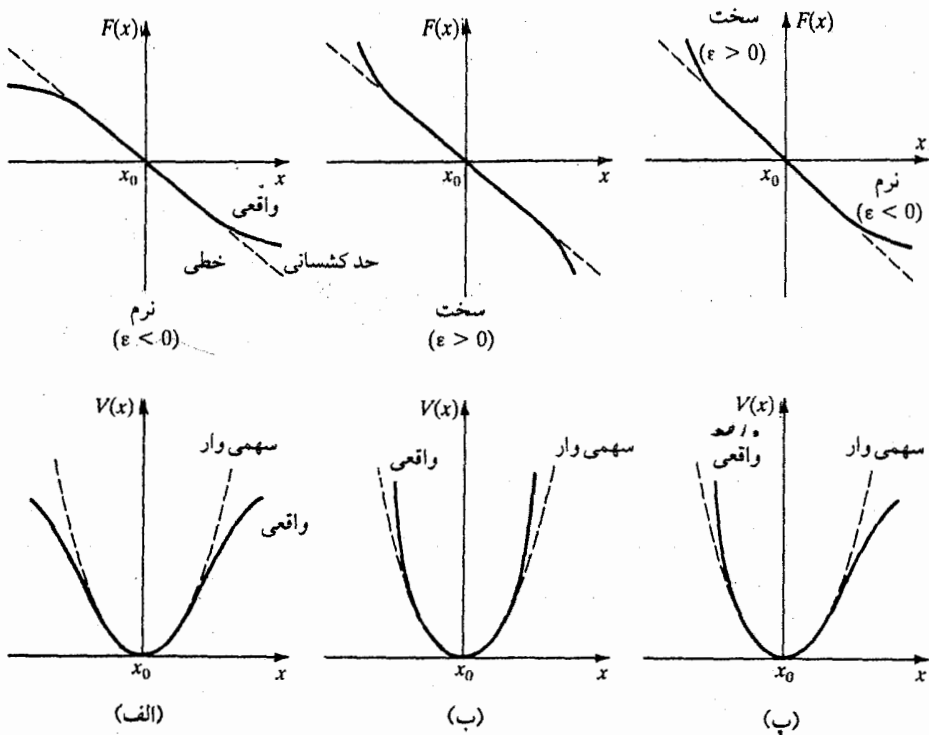 F(x)
x₀
x
واقعی
خطی
حد کشسانی
نرم
(ε < 0)
F(x)
x₀
x
سخت
(ε > 0)
سخت
(ε > 0)
F(x)
x₀
x
نرم
(ε < 0)
V(x)
سهمی وار
واقعی
x₀
x
(الف)
V(x)
واقعی
سهمی وار
x₀
x
(ب)
V(x)
واقعی
سهمی وار
x₀
x
(پ)